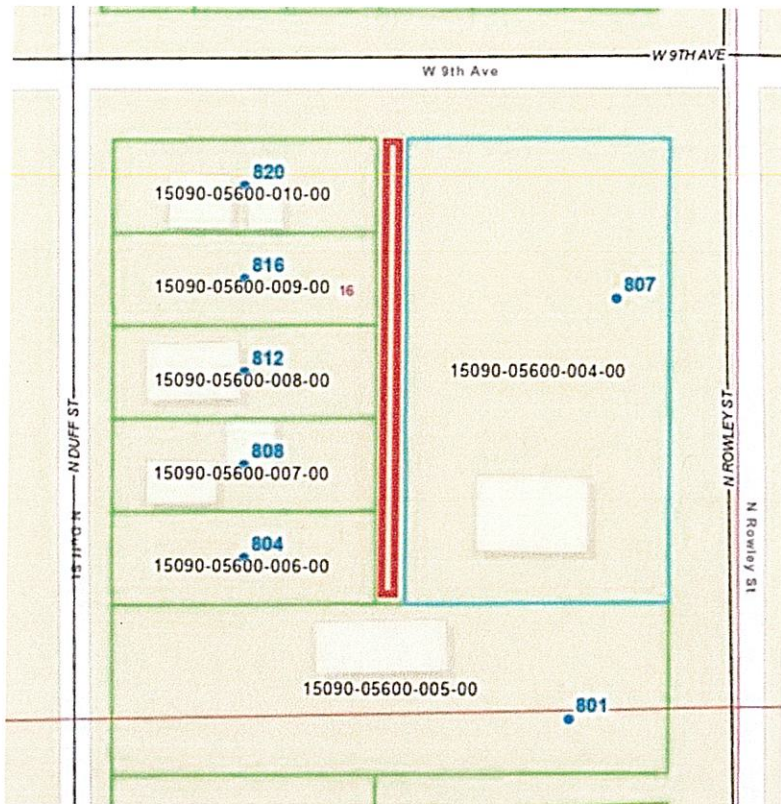 W 9TH AVE
W 9th Ave
820
15090-05600-010-00
816
15090-05600-009-00 16
807
812
15090-05600-008-00
15090-05600-004-00
N DUFF ST
N ROWLEY ST
808
15090-05600-007-00
N Duff St
N Rowley St
804
15090-05600-006-00
15090-05600-005-00
801